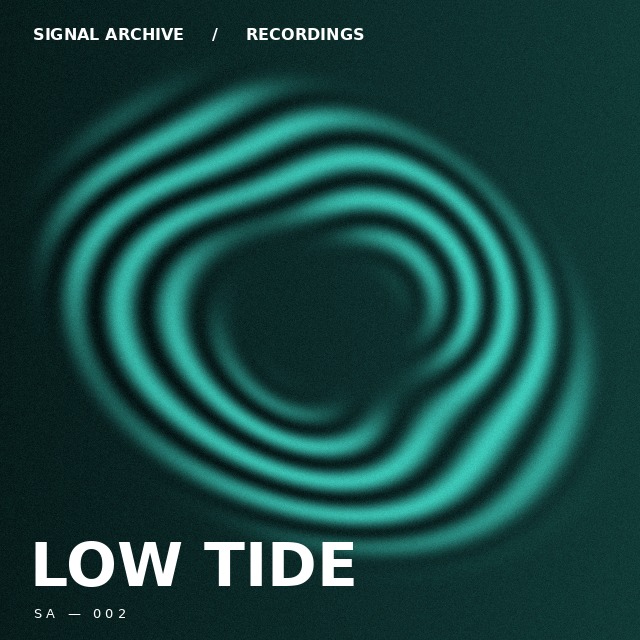 SIGNAL ARCHIVE / RECORDINGS
LOW TIDE
SA — 002